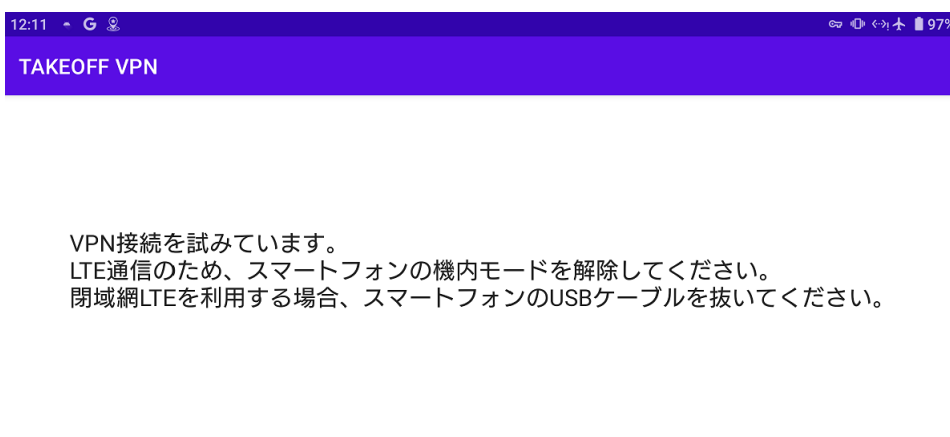 12:11 G 97%
TAKEOFF VPN
VPN接続を試みています。
LTE通信のため、スマートフォンの機内モードを解除してください。
閉域網LTEを利用する場合、スマートフォンのUSBケーブルを抜いてください。